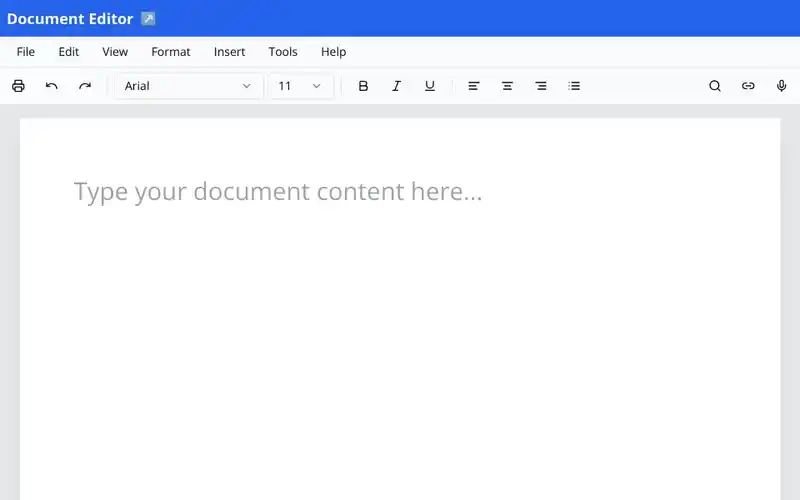 Document Editor
File Edit View Format Insert Tools Help
Arial 11 B I U
Type your document content here...